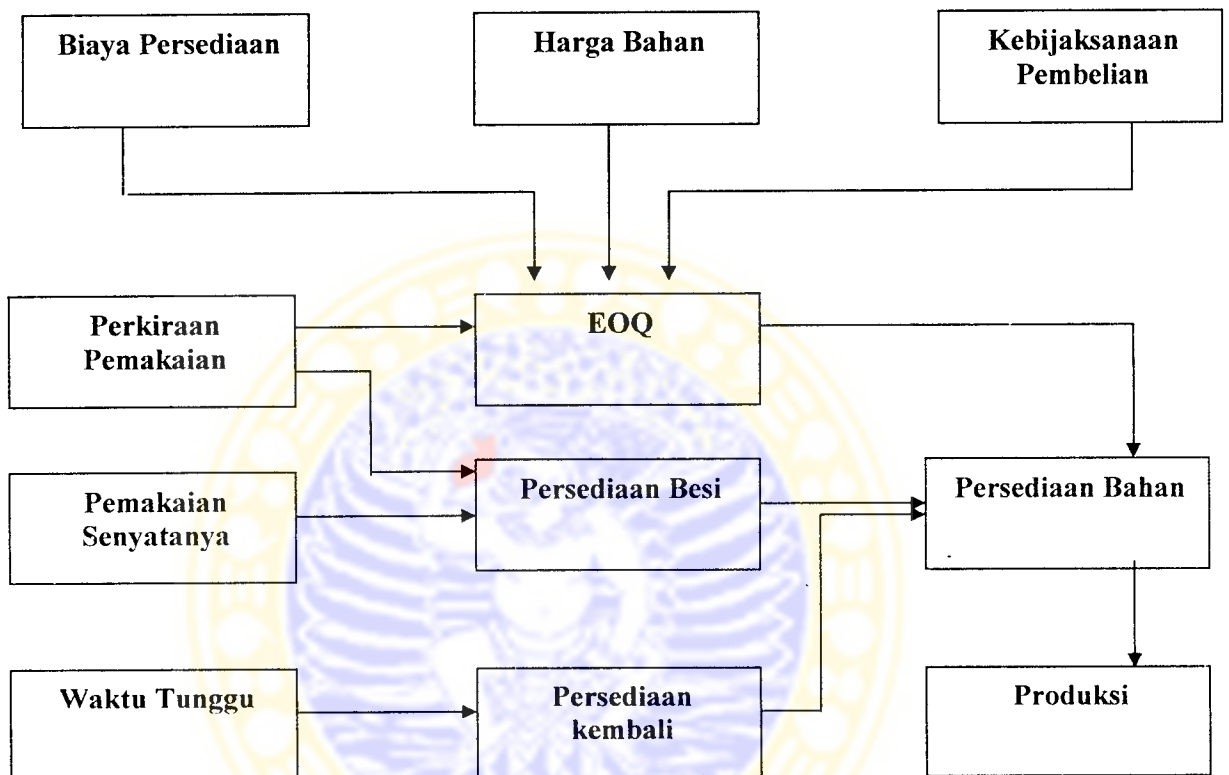 Biaya Persediaan
Harga Bahan
Kebijaksanaan
Pembelian
Perkiraan
Pemakaian
EOQ
Pemakaian
Senyatanya
Persediaan Besi
Persediaan Bahan
Waktu Tunggu
Persediaan
kembali
Produksi